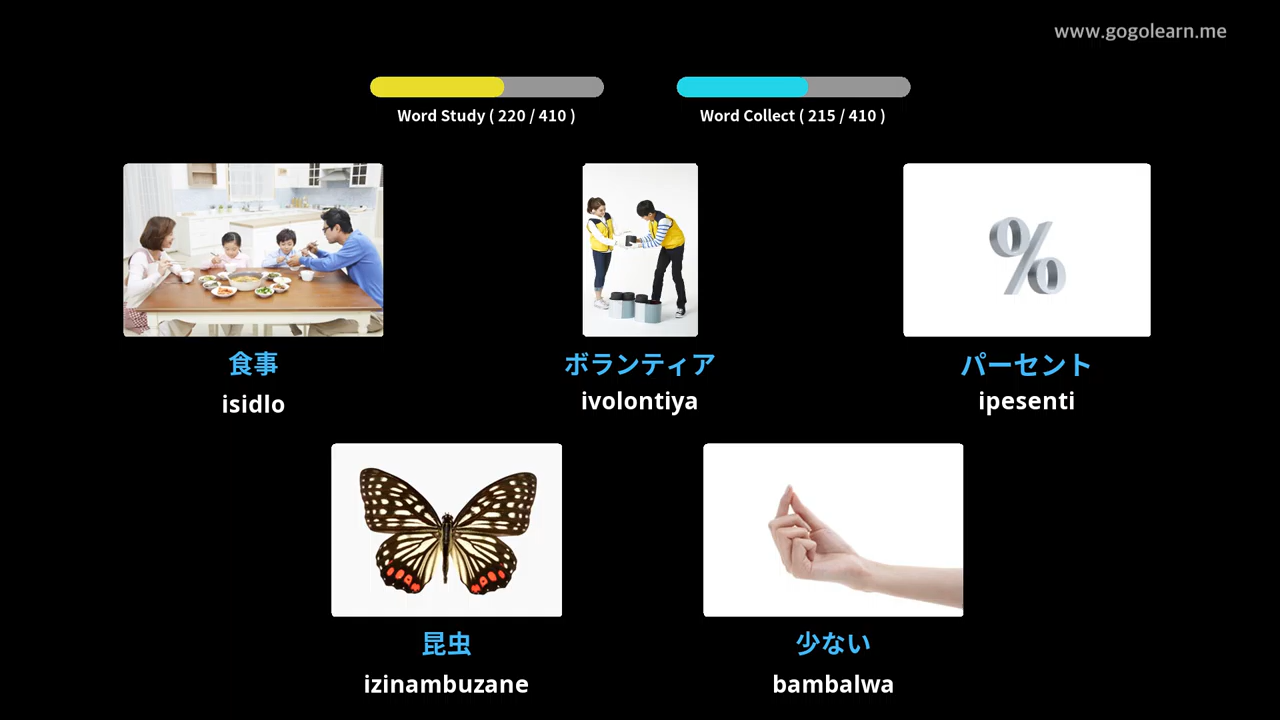 www.gogolearn.me
Word Study ( 220 / 410 )
Word Collect ( 215 / 410 )
食事
ボランティア
パーセント
isidlo
ivolontiya
ipesenti
昆虫
少ない
izinambuzane
bambalwa